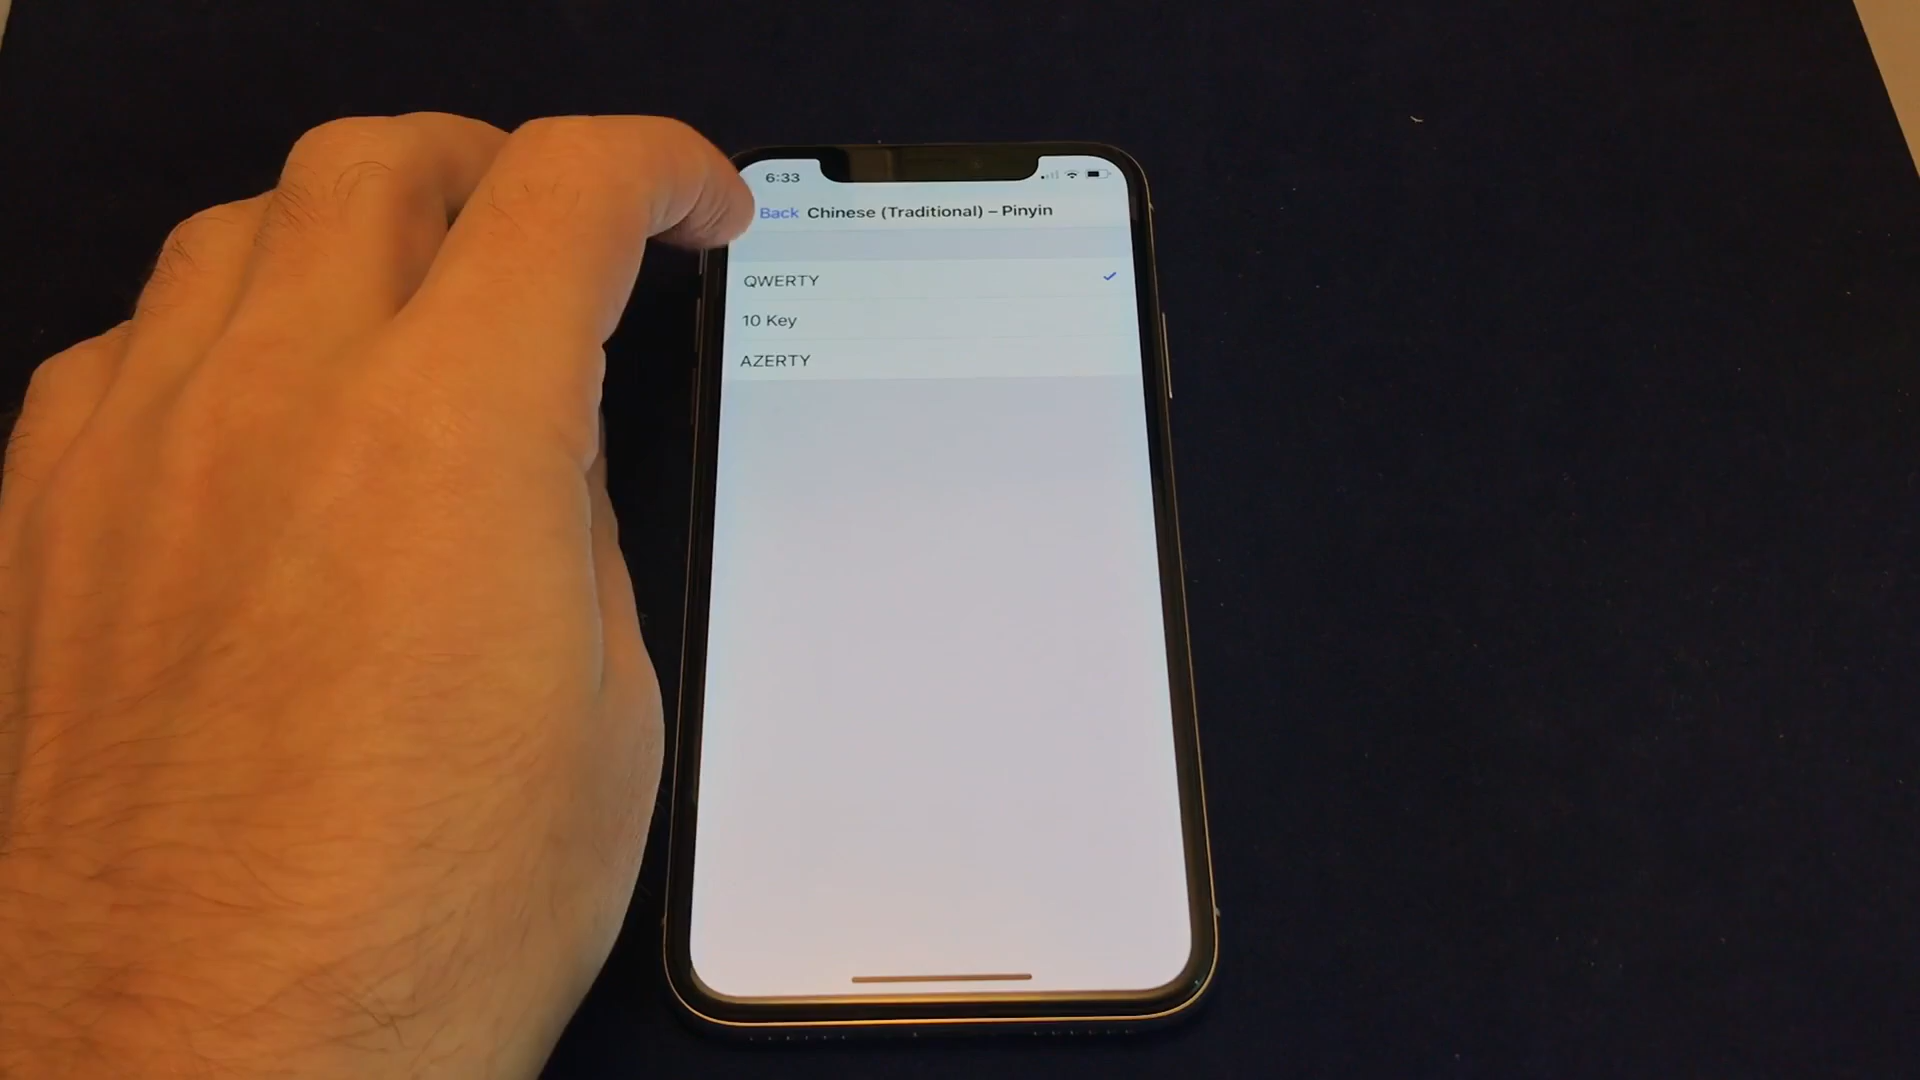 6:33
Back Chinese (Traditional) – Pinyin
QWERTY
10 Key
AZERTY